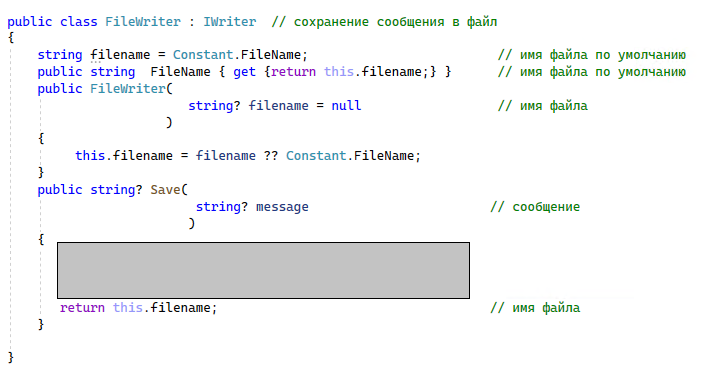 public class FileWriter : IWriter  // сохранение сообщения в файл
{
string filename = Constant.FileName; // имя файла по умолчанию
public string  FileName { get {return this.filename;} } // имя файла по умолчанию
public FileWriter(
string? filename = null // имя файла
)
{
this.filename = filename ?? Constant.FileName;
}
public string? Save(
string? message // сообщение
)
{
return this.filename; // имя файла
}
}